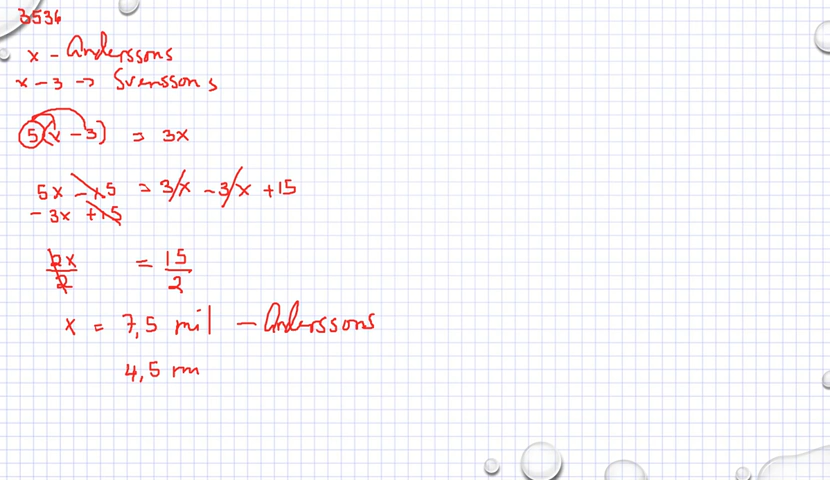 3536
x - Anderssons
x - 3 → Svenssons
5(x - 3) = 3x
5x - 15 = 3x - 3x + 15
- 3x + 15
2x/2 = 15/2
x = 7,5 mil - Anderssons
4,5 m